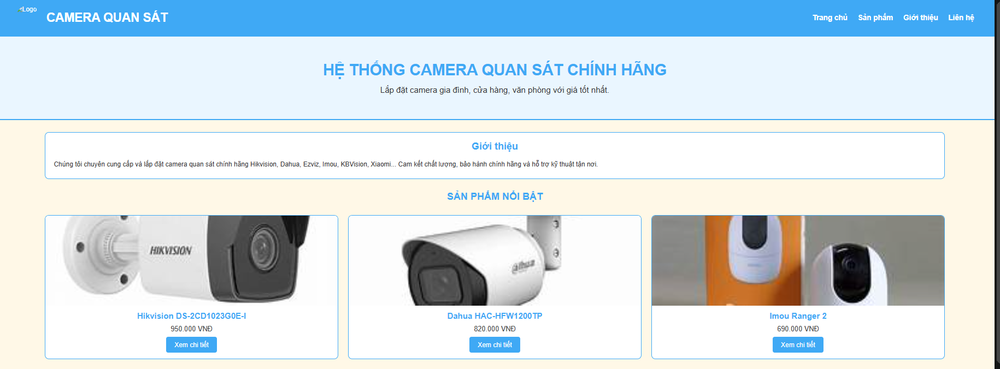 Logo
CAMERA QUAN SÁT
Trang chủ Sản phẩm Giới thiệu Liên hệ
HỆ THỐNG CAMERA QUAN SÁT CHÍNH HÃNG
Lắp đặt camera gia đình, cửa hàng, văn phòng với giá tốt nhất.
Giới thiệu
Chúng tôi chuyên cung cấp và lắp đặt camera quan sát chính hãng Hikvision, Dahua, Ezviz, Imou, KBVision, Xiaomi... Cam kết chất lượng, bảo hành chính hãng và hỗ trợ kỹ thuật tận nơi.
SẢN PHẨM NỔI BẬT
HIKVISION
alhua
Hikvision DS-2CD1023G0E-I
950.000 VNĐ
Xem chi tiết
Dahua HAC-HFW1200TP
820.000 VNĐ
Xem chi tiết
Imou Ranger 2
690.000 VNĐ
Xem chi tiết